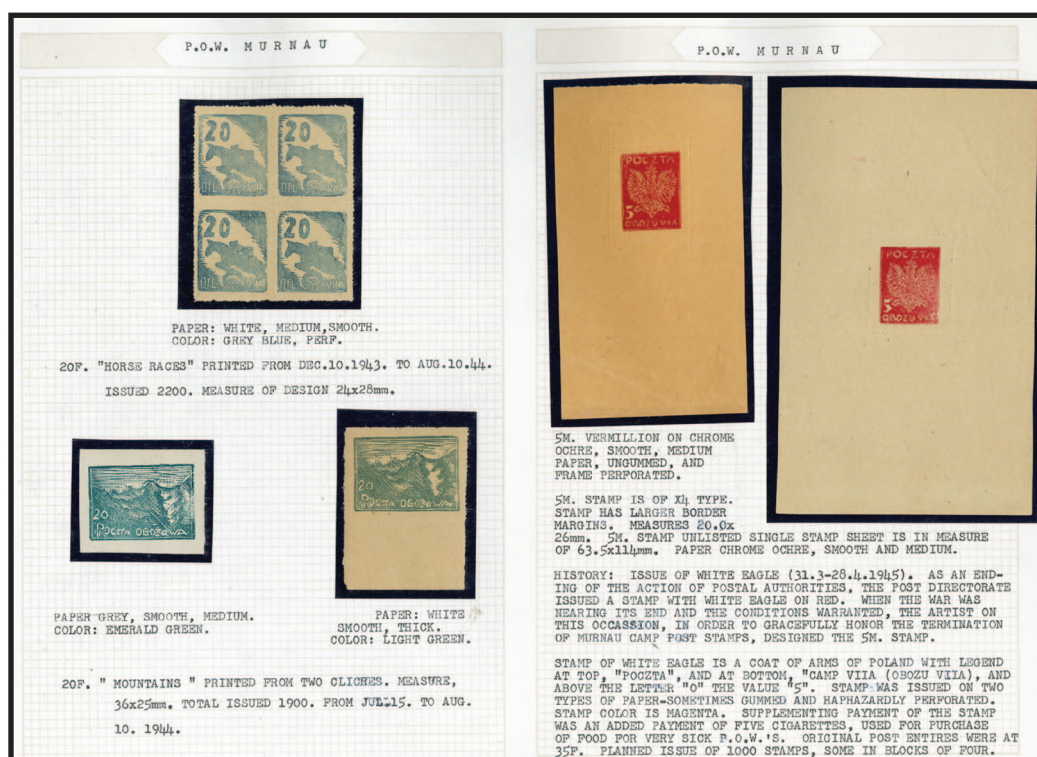 P.O.W. MURNAU
20 20
20 20
PAPER: WHITE, MEDIUM,SMOOTH.
COLOR: GREY BLUE, PERF.
20F. "HORSE RACES" PRINTED FROM DEC.10.1943. TO AUG.10.44.
ISSUED 2200. MEASURE OF DESIGN 24x28mm.
20
POCZTA OBOZOWA
20
POCZTA OBOZOWA
PAPER GREY, SMOOTH, MEDIUM.
COLOR: EMERALD GREEN.
PAPER: WHITE
SMOOTH, THICK.
COLOR: LIGHT GREEN.
20F. " MOUNTAINS " PRINTED FROM TWO CLICHES. MEASURE,
36x25mm. TOTAL ISSUED 1900. FROM JUL.15. TO AUG.
10. 1944.
P.O.W. MURNAU
POCZTA
5
OBOZU VIIA
POCZTA
5
OBOZU VIIA
5M. VERMILLION ON CHROME
OCHRE, SMOOTH, MEDIUM
PAPER, UNGUMMED, AND
FRAME PERFORATED.
5M. STAMP IS OF X4 TYPE.
STAMP HAS LARGER BORDER
MARGINS. MEASURES 20.0x
26mm. 5M. STAMP UNLISTED SINGLE STAMP SHEET IS IN MEASURE
OF 63.5x114mm. PAPER CHROME OCHRE, SMOOTH AND MEDIUM.
HISTORY: ISSUE OF WHITE EAGLE (31.3-28.4.1945). AS AN END-
ING OF THE ACTION OF POSTAL AUTHORITIES, THE POST DIRECTORATE
ISSUED A STAMP WITH WHITE EAGLE ON RED. WHEN THE WAR WAS
NEARING ITS END AND THE CONDITIONS WARRANTED, THE ARTIST ON
THIS OCCASSION, IN ORDER TO GRACEFULLY HONOR THE TERMINATION
OF MURNAU CAMP POST STAMPS, DESIGNED THE 5M. STAMP.
STAMP OF WHITE EAGLE IS A COAT OF ARMS OF POLAND WITH LEGEND
AT TOP, "POCZTA", AND AT BOTTOM, "CAMP VIIA (OBOZU VIIA), AND
ABOVE THE LETTER "O" THE VALUE "5". STAMP WAS ISSUED ON TWO
TYPES OF PAPER-SOMETIMES GUMMED AND HAPHAZARDLY PERFORATED.
STAMP COLOR IS MAGENTA. SUPPLEMENTING PAYMENT OF THE STAMP
WAS AN ADDED PAYMENT OF FIVE CIGARETTES, USED FOR PURCHASE
OF FOOD FOR VERY SICK P.O.W.'S. ORIGINAL POST ENTIRES WERE AT
35F. PLANNED ISSUE OF 1000 STAMPS, SOME IN BLOCKS OF FOUR.